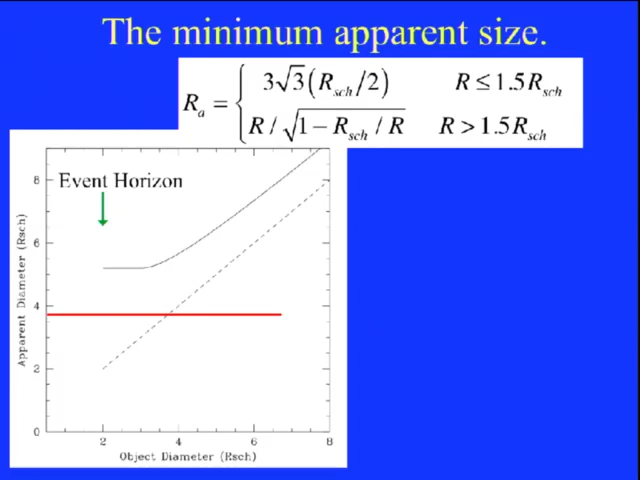 The minimum apparent size.
R_a = { 3√3(R_sch/2) R ≤ 1.5R_sch
R/√1−R_sch/R R > 1.5R_sch
Event Horizon
8
6
4
2
0
Apparent Diameter (Rsch)
2 4 6 8
Object Diameter (Rsch)